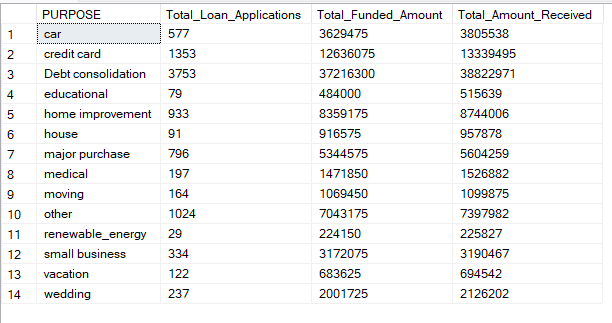 PURPOSE Total_Loan_Applications Total_Funded_Amount Total_Amount_Received
1 car 577 3629475 3805538
2 credit card 1353 12636075 13339495
3 Debt consolidation 3753 37216300 38822971
4 educational 79 484000 515639
5 home improvement 933 8359175 8744006
6 house 91 916575 957878
7 major purchase 796 5344575 5604259
8 medical 197 1471850 1526882
9 moving 164 1069450 1099875
10 other 1024 7043175 7397982
11 renewable_energy 29 224150 225827
12 small business 334 3172075 3190467
13 vacation 122 683625 694542
14 wedding 237 2001725 2126202